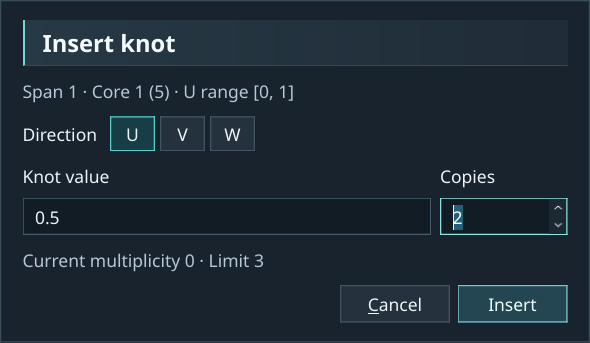 Insert knot
Span 1 · Core 1 (5) · U range [0, 1]
Direction U V W
Knot value Copies
0.5 2
Current multiplicity 0 · Limit 3
Cancel Insert